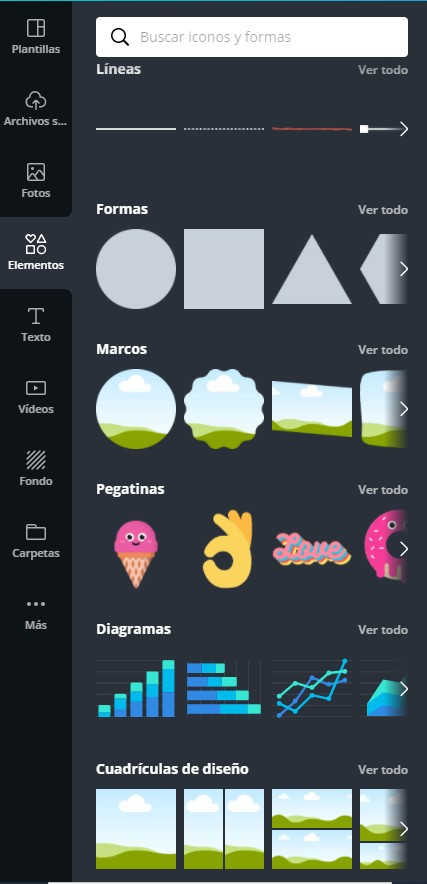 Plantillas
Archivos s...
Fotos
Elementos
Texto
Vídeos
Fondo
Carpetas
Más
Buscar iconos y formas
Líneas Ver todo
Formas Ver todo
Marcos Ver todo
Pegatinas Ver todo
Love
Diagramas Ver todo
Cuadrículas de diseño Ver todo